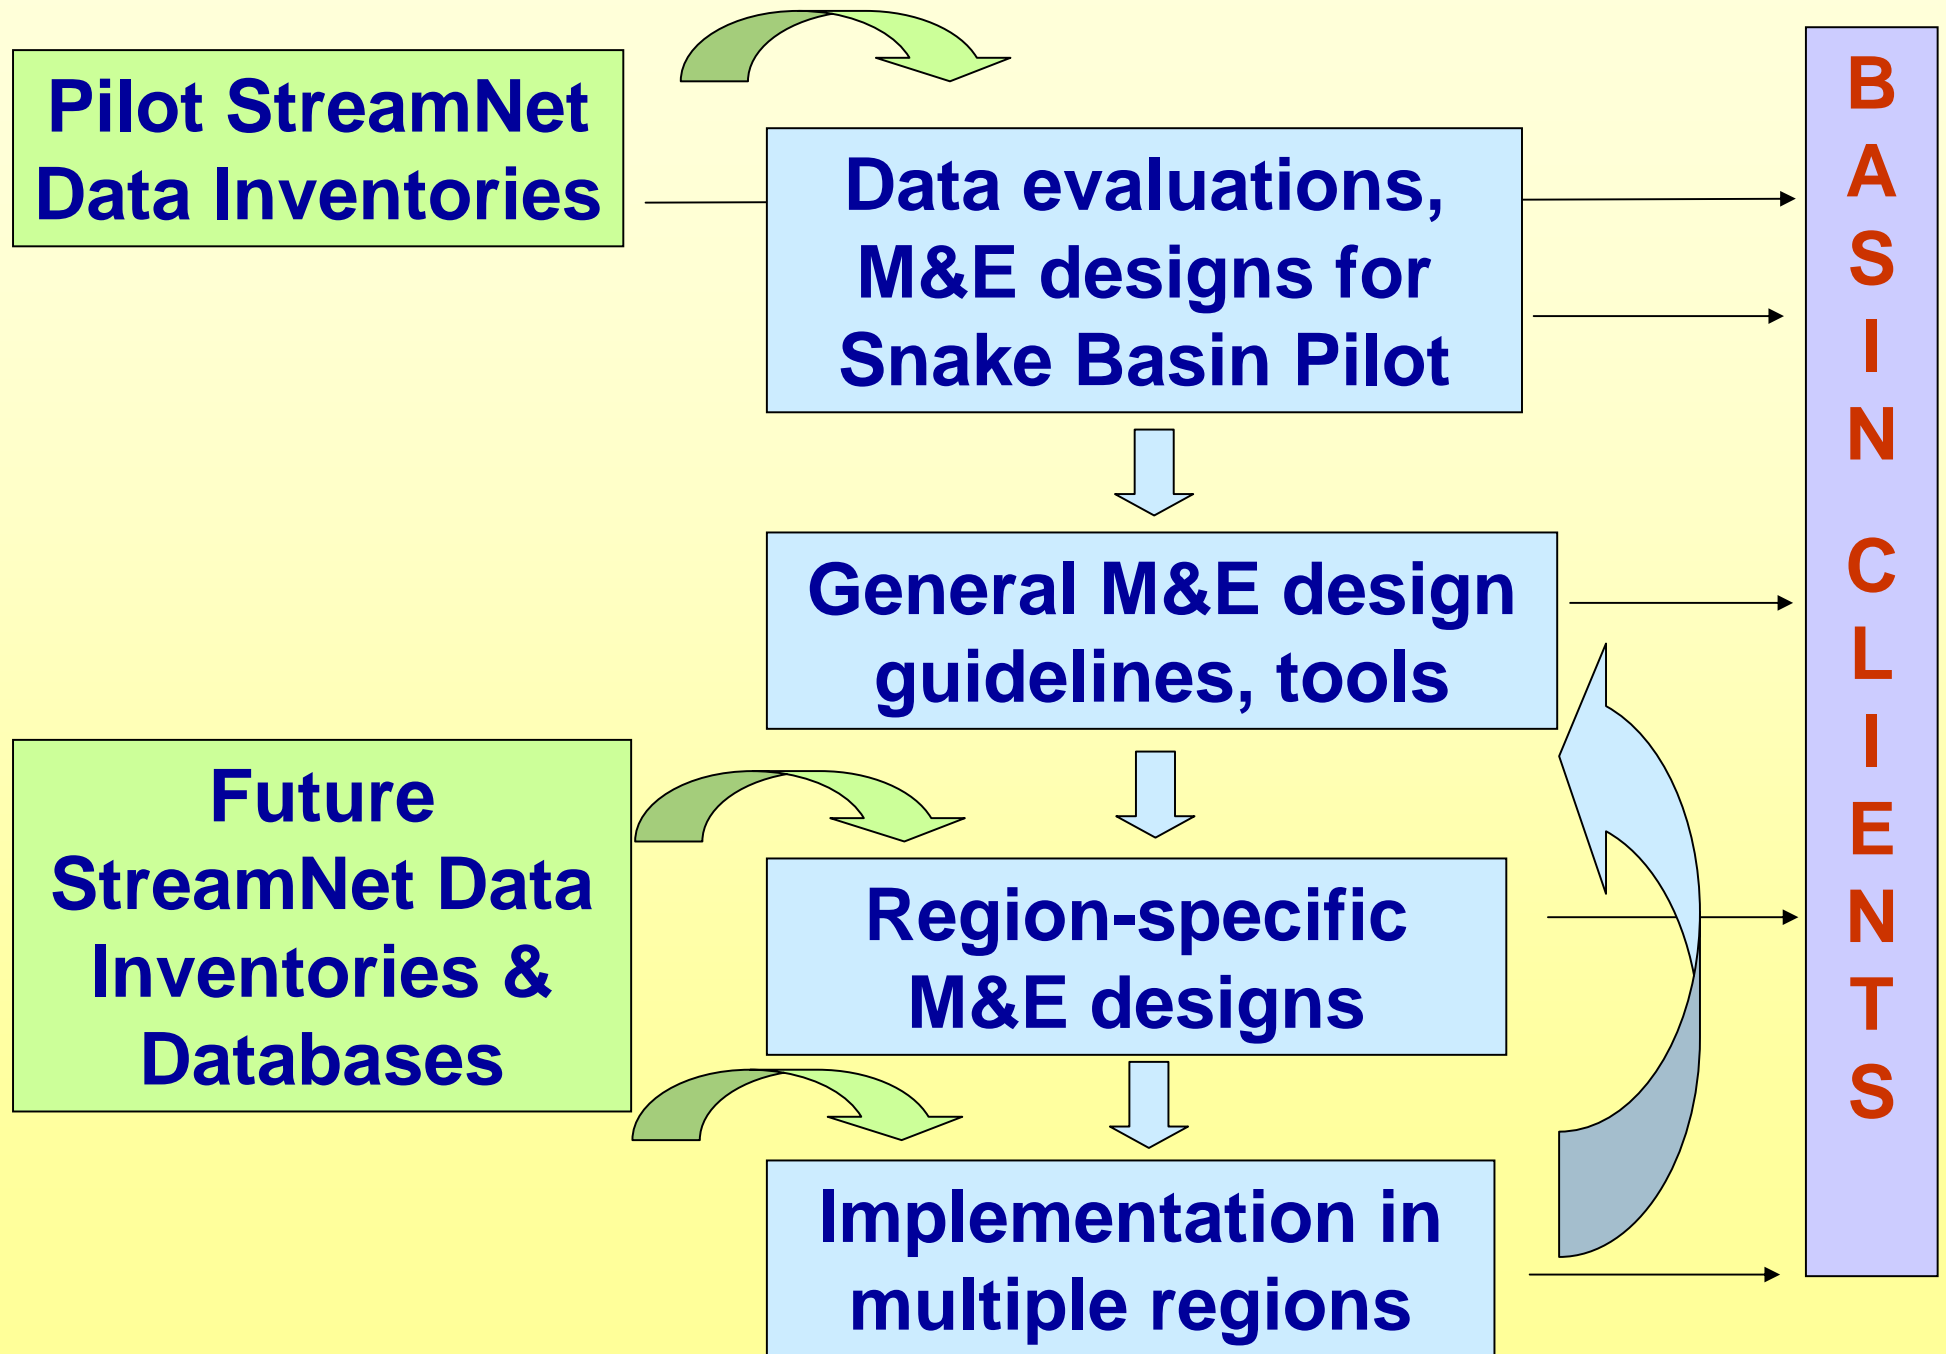 Pilot StreamNet
Data Inventories
Data evaluations,
M&E designs for
Snake Basin Pilot
General M&E design
guidelines, tools
Future
StreamNet Data
Inventories &
Databases
Region-specific
M&E designs
Implementation in
multiple regions
B
A
S
I
N
C
L
I
E
N
T
S